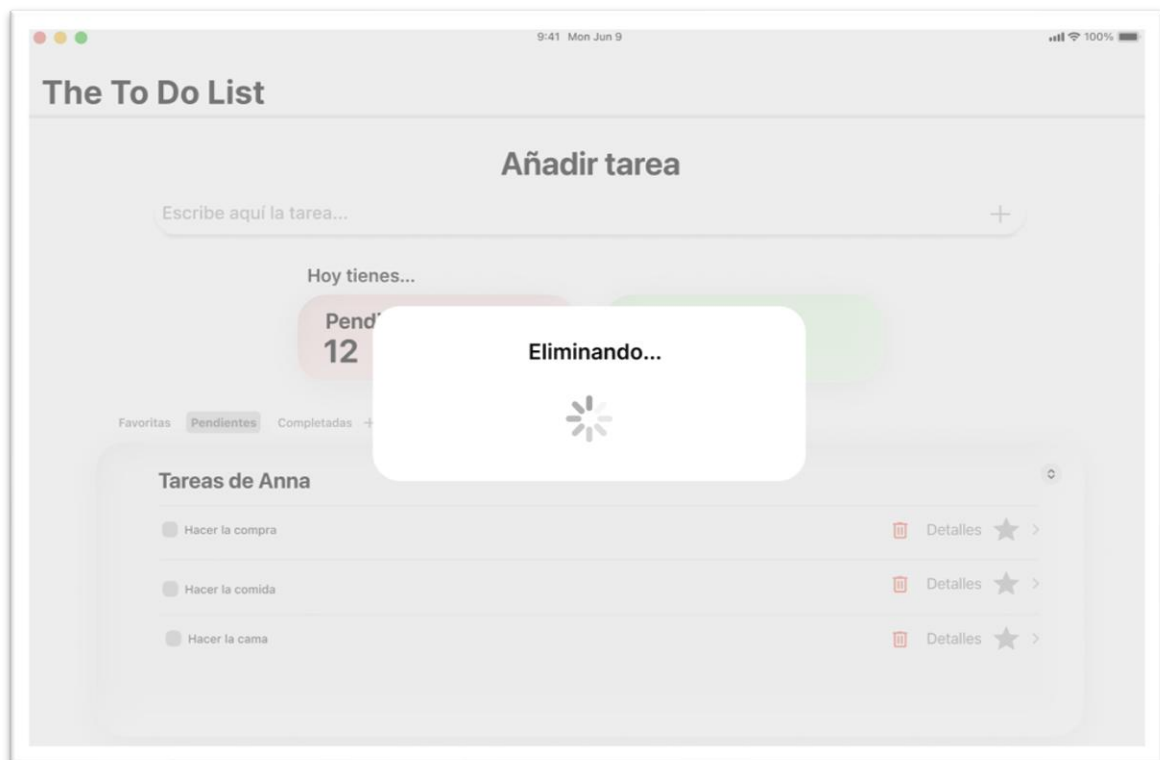 9:41 Mon Jun 9 100%
The To Do List
Añadir tarea
Escribe aquí la tarea... +
Hoy tienes...
Pend
12
Eliminando...
Favoritas Pendientes Completadas +
Tareas de Anna
Hacer la compra Detalles
Hacer la comida Detalles
Hacer la cama Detalles